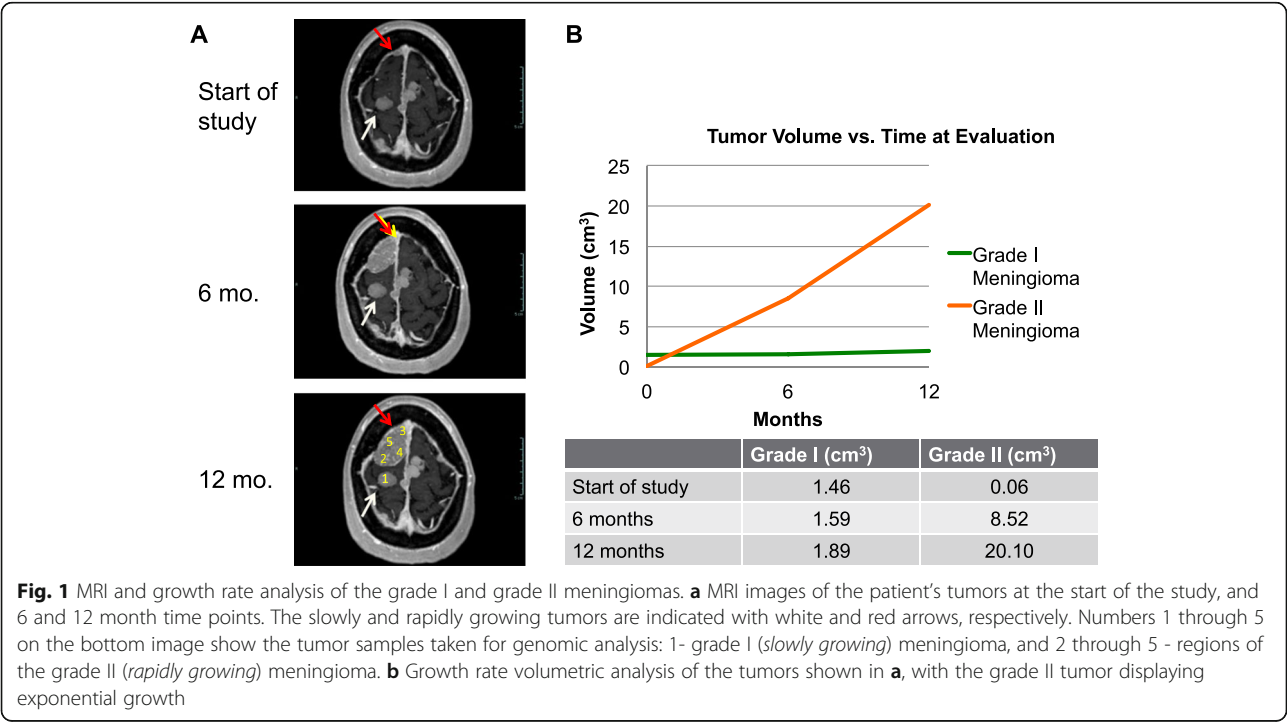 A
Start of
study
6 mo.
12 mo.
3
5
2 4
1
B
Tumor Volume vs. Time at Evaluation
Volume (cm³)
25
20
15
10
5
0
0 6 12
Months
Grade I
Meningioma
Grade II
Meningioma
Grade I (cm³) Grade II (cm³)
Start of study 1.46 0.06
6 months 1.59 8.52
12 months 1.89 20.10
Fig. 1 MRI and growth rate analysis of the grade I and grade II meningiomas. a MRI images of the patient's tumors at the start of the study, and
6 and 12 month time points. The slowly and rapidly growing tumors are indicated with white and red arrows, respectively. Numbers 1 through 5
on the bottom image show the tumor samples taken for genomic analysis: 1- grade I (slowly growing) meningioma, and 2 through 5 - regions of
the grade II (rapidly growing) meningioma. b Growth rate volumetric analysis of the tumors shown in a, with the grade II tumor displaying
exponential growth